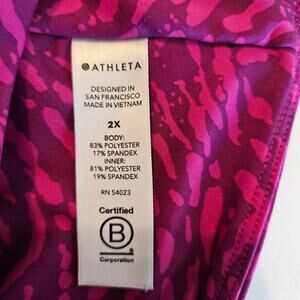 ATHLETA
DESIGNED IN
SAN FRANCISCO
MADE IN VIETNAM
2X
BODY:
83% POLYESTER
17% SPANDEX
INNER:
81% POLYESTER
19% SPANDEX
RN 54023
Certified
B
Corporation